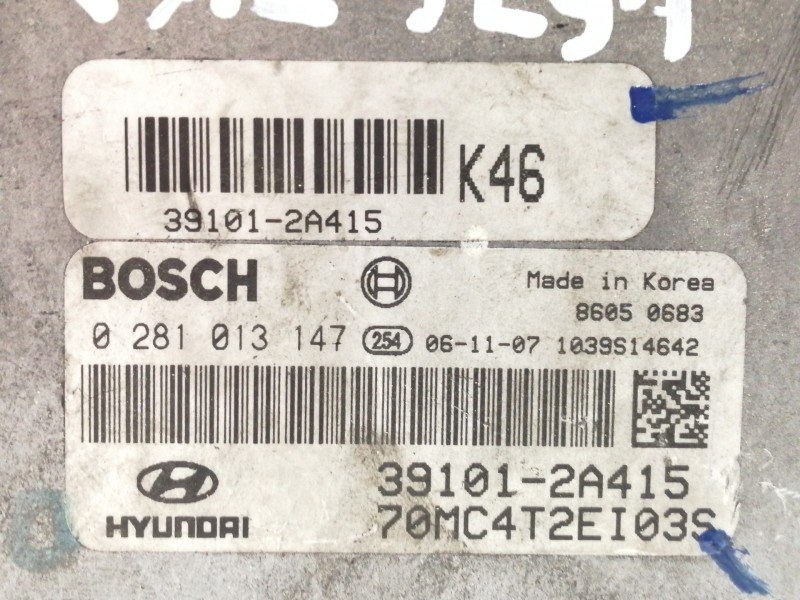 K46
39101-2A415
BOSCH
Made in Korea
8605 0683
0 281 013 147 254 06-11-07 1039S14642
39101-2A415
HYUNDAI
70MC4T2EI03S